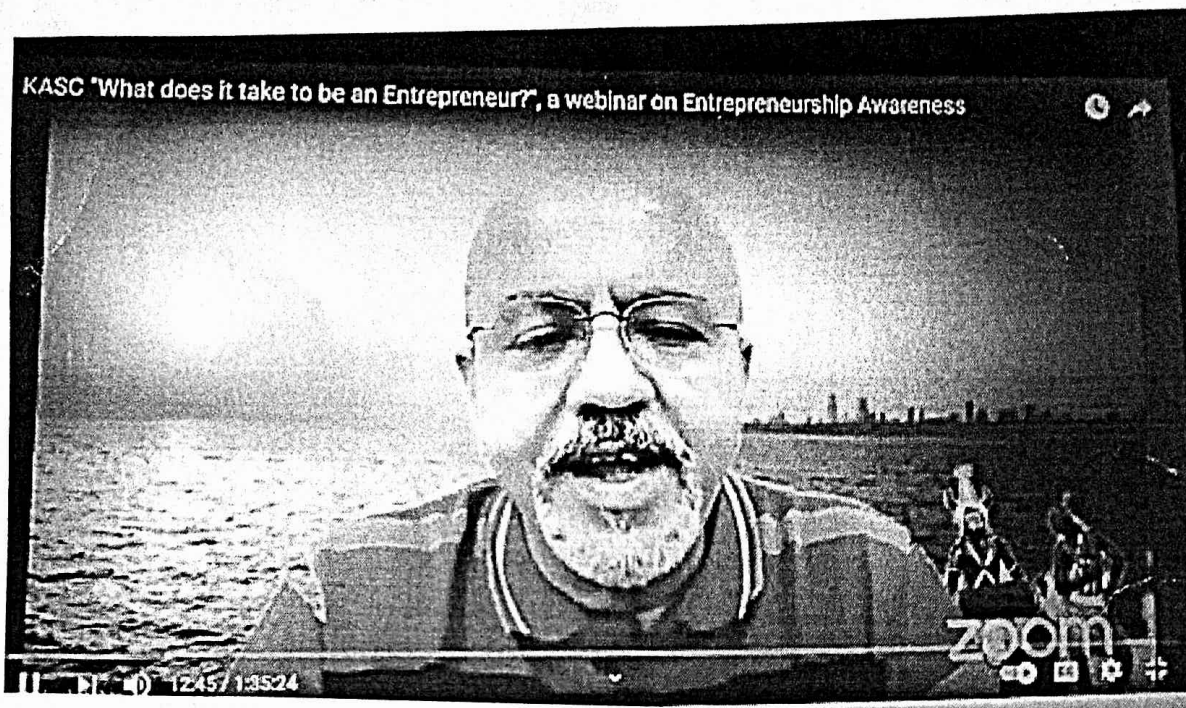 KASC "What does it take to be an Entrepreneur?", a webinar on Entrepreneurship Awareness
zoom
12:45 / 1:35:24